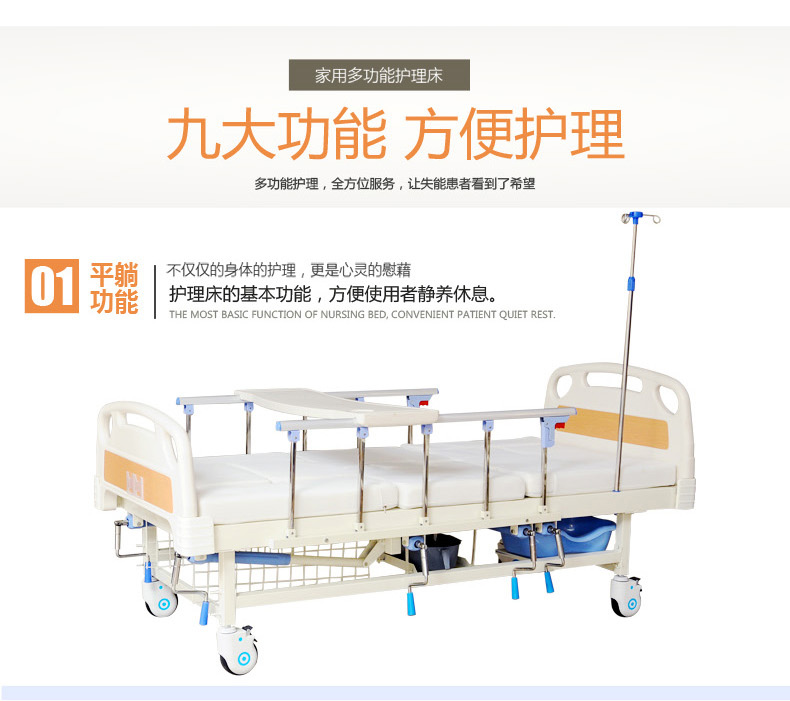 家用多功能护理床
九大功能 方便护理
多功能护理，全方位服务，让失能患者看到了希望
01
平躺
功能
不仅仅的身体的护理，更是心灵的慰藉
护理床的基本功能，方便使用者静养休息。
THE MOST BASIC FUNCTION OF NURSING BED, CONVENIENT PATIENT QUIET REST.